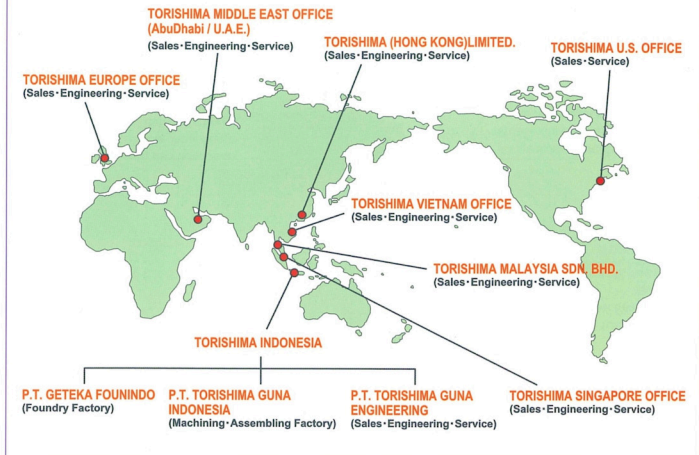 TORISHIMA MIDDLE EAST OFFICE
(AbuDhabi / U.A.E.)
(Sales･Engineering･Service)
TORISHIMA (HONG KONG)LIMITED.
(Sales･Engineering･Service)
TORISHIMA U.S. OFFICE
(Sales･Service)
TORISHIMA EUROPE OFFICE
(Sales･Engineering･Service)
TORISHIMA VIETNAM OFFICE
(Sales･Engineering･Service)
TORISHIMA MALAYSIA SDN. BHD.
(Sales･Engineering･Service)
TORISHIMA INDONESIA
P.T. GETEKA FOUNINDO
(Foundry Factory)
P.T. TORISHIMA GUNA
INDONESIA
(Machining･Assembling Factory)
P.T. TORISHIMA GUNA
ENGINEERING
(Sales･Engineering･Service)
TORISHIMA SINGAPORE OFFICE
(Sales･Engineering･Service)